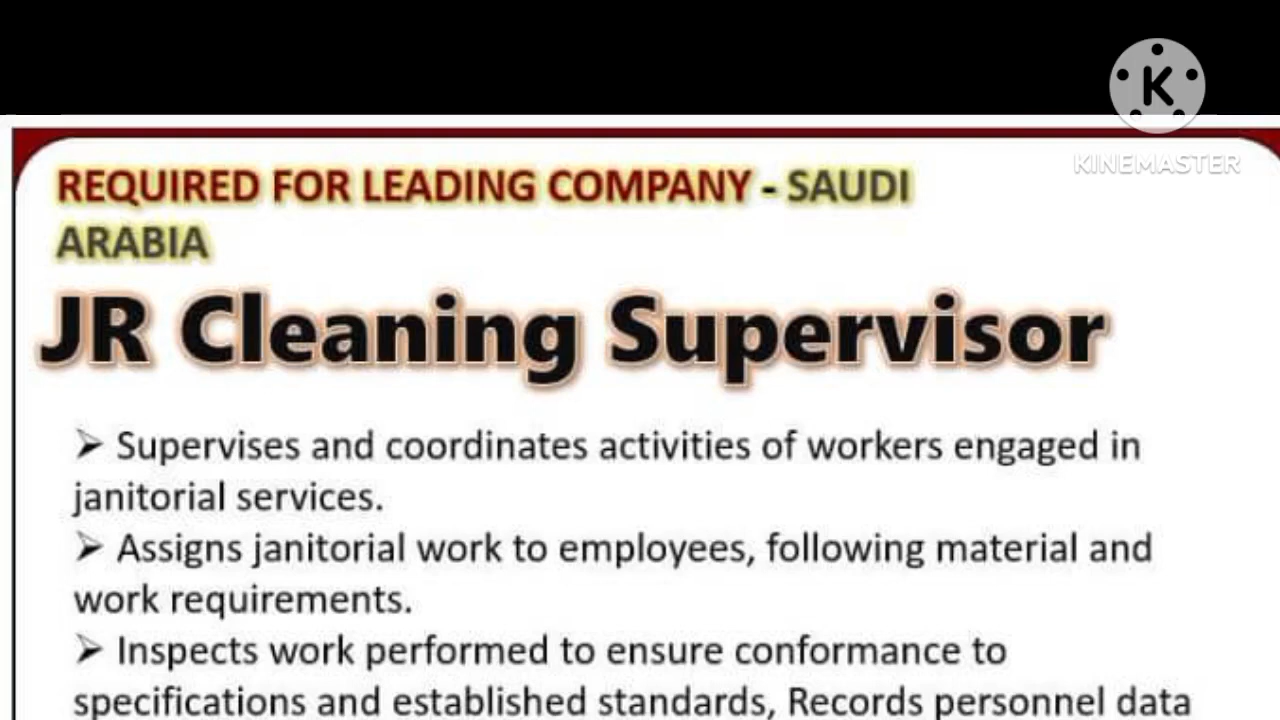 K
KINEMASTER
REQUIRED FOR LEADING COMPANY - SAUDI
ARABIA
JR Cleaning Supervisor
➢ Supervises and coordinates activities of workers engaged in
janitorial services.
➢ Assigns janitorial work to employees, following material and
work requirements.
➢ Inspects work performed to ensure conformance to
specifications and established standards, Records personnel data